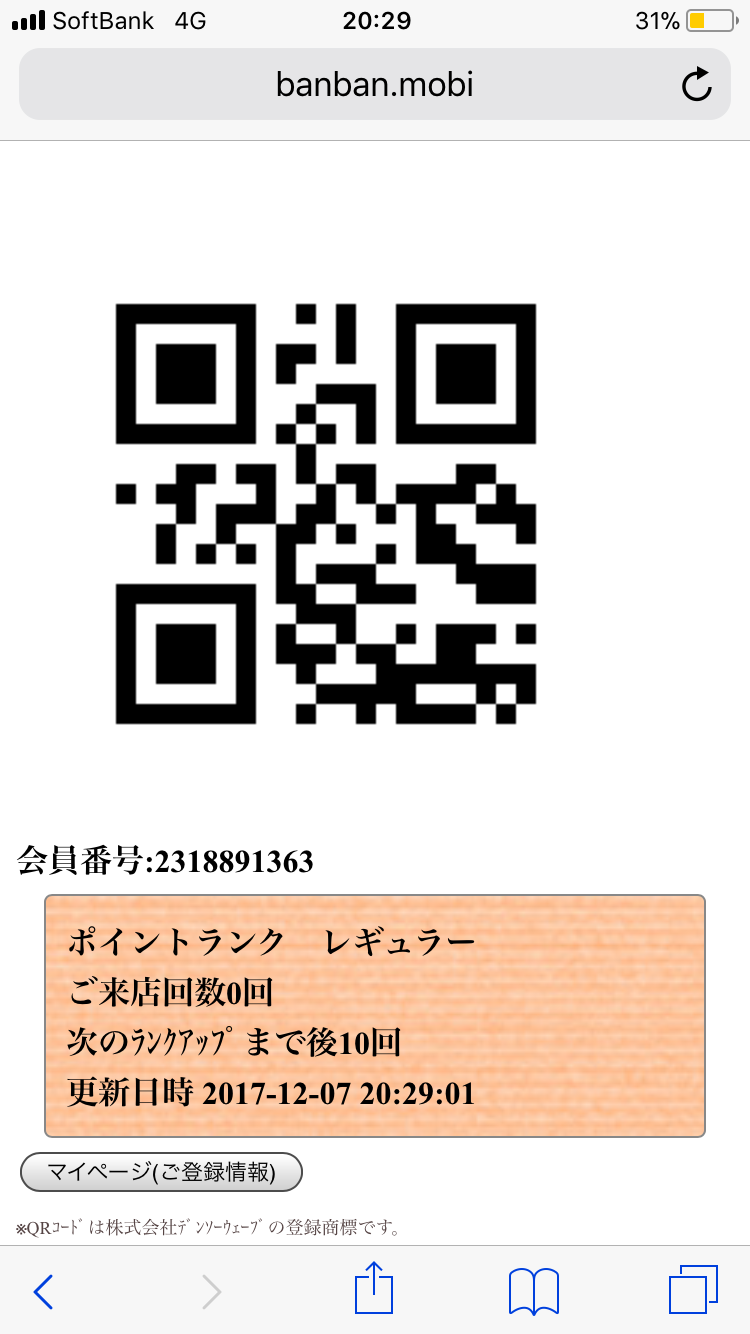 SoftBank 4G 20:29 31%
banban.mobi
会員番号:2318891363
ポイントランク　レギュラー
ご来店回数0回
次のﾗﾝｸｱｯﾌﾟまで後10回
更新日時 2017-12-07 20:29:01
マイページ(ご登録情報)
※QRｺｰﾄﾞは株式会社ﾃﾞﾝｿｰｳｪｰﾌﾞの登録商標です。